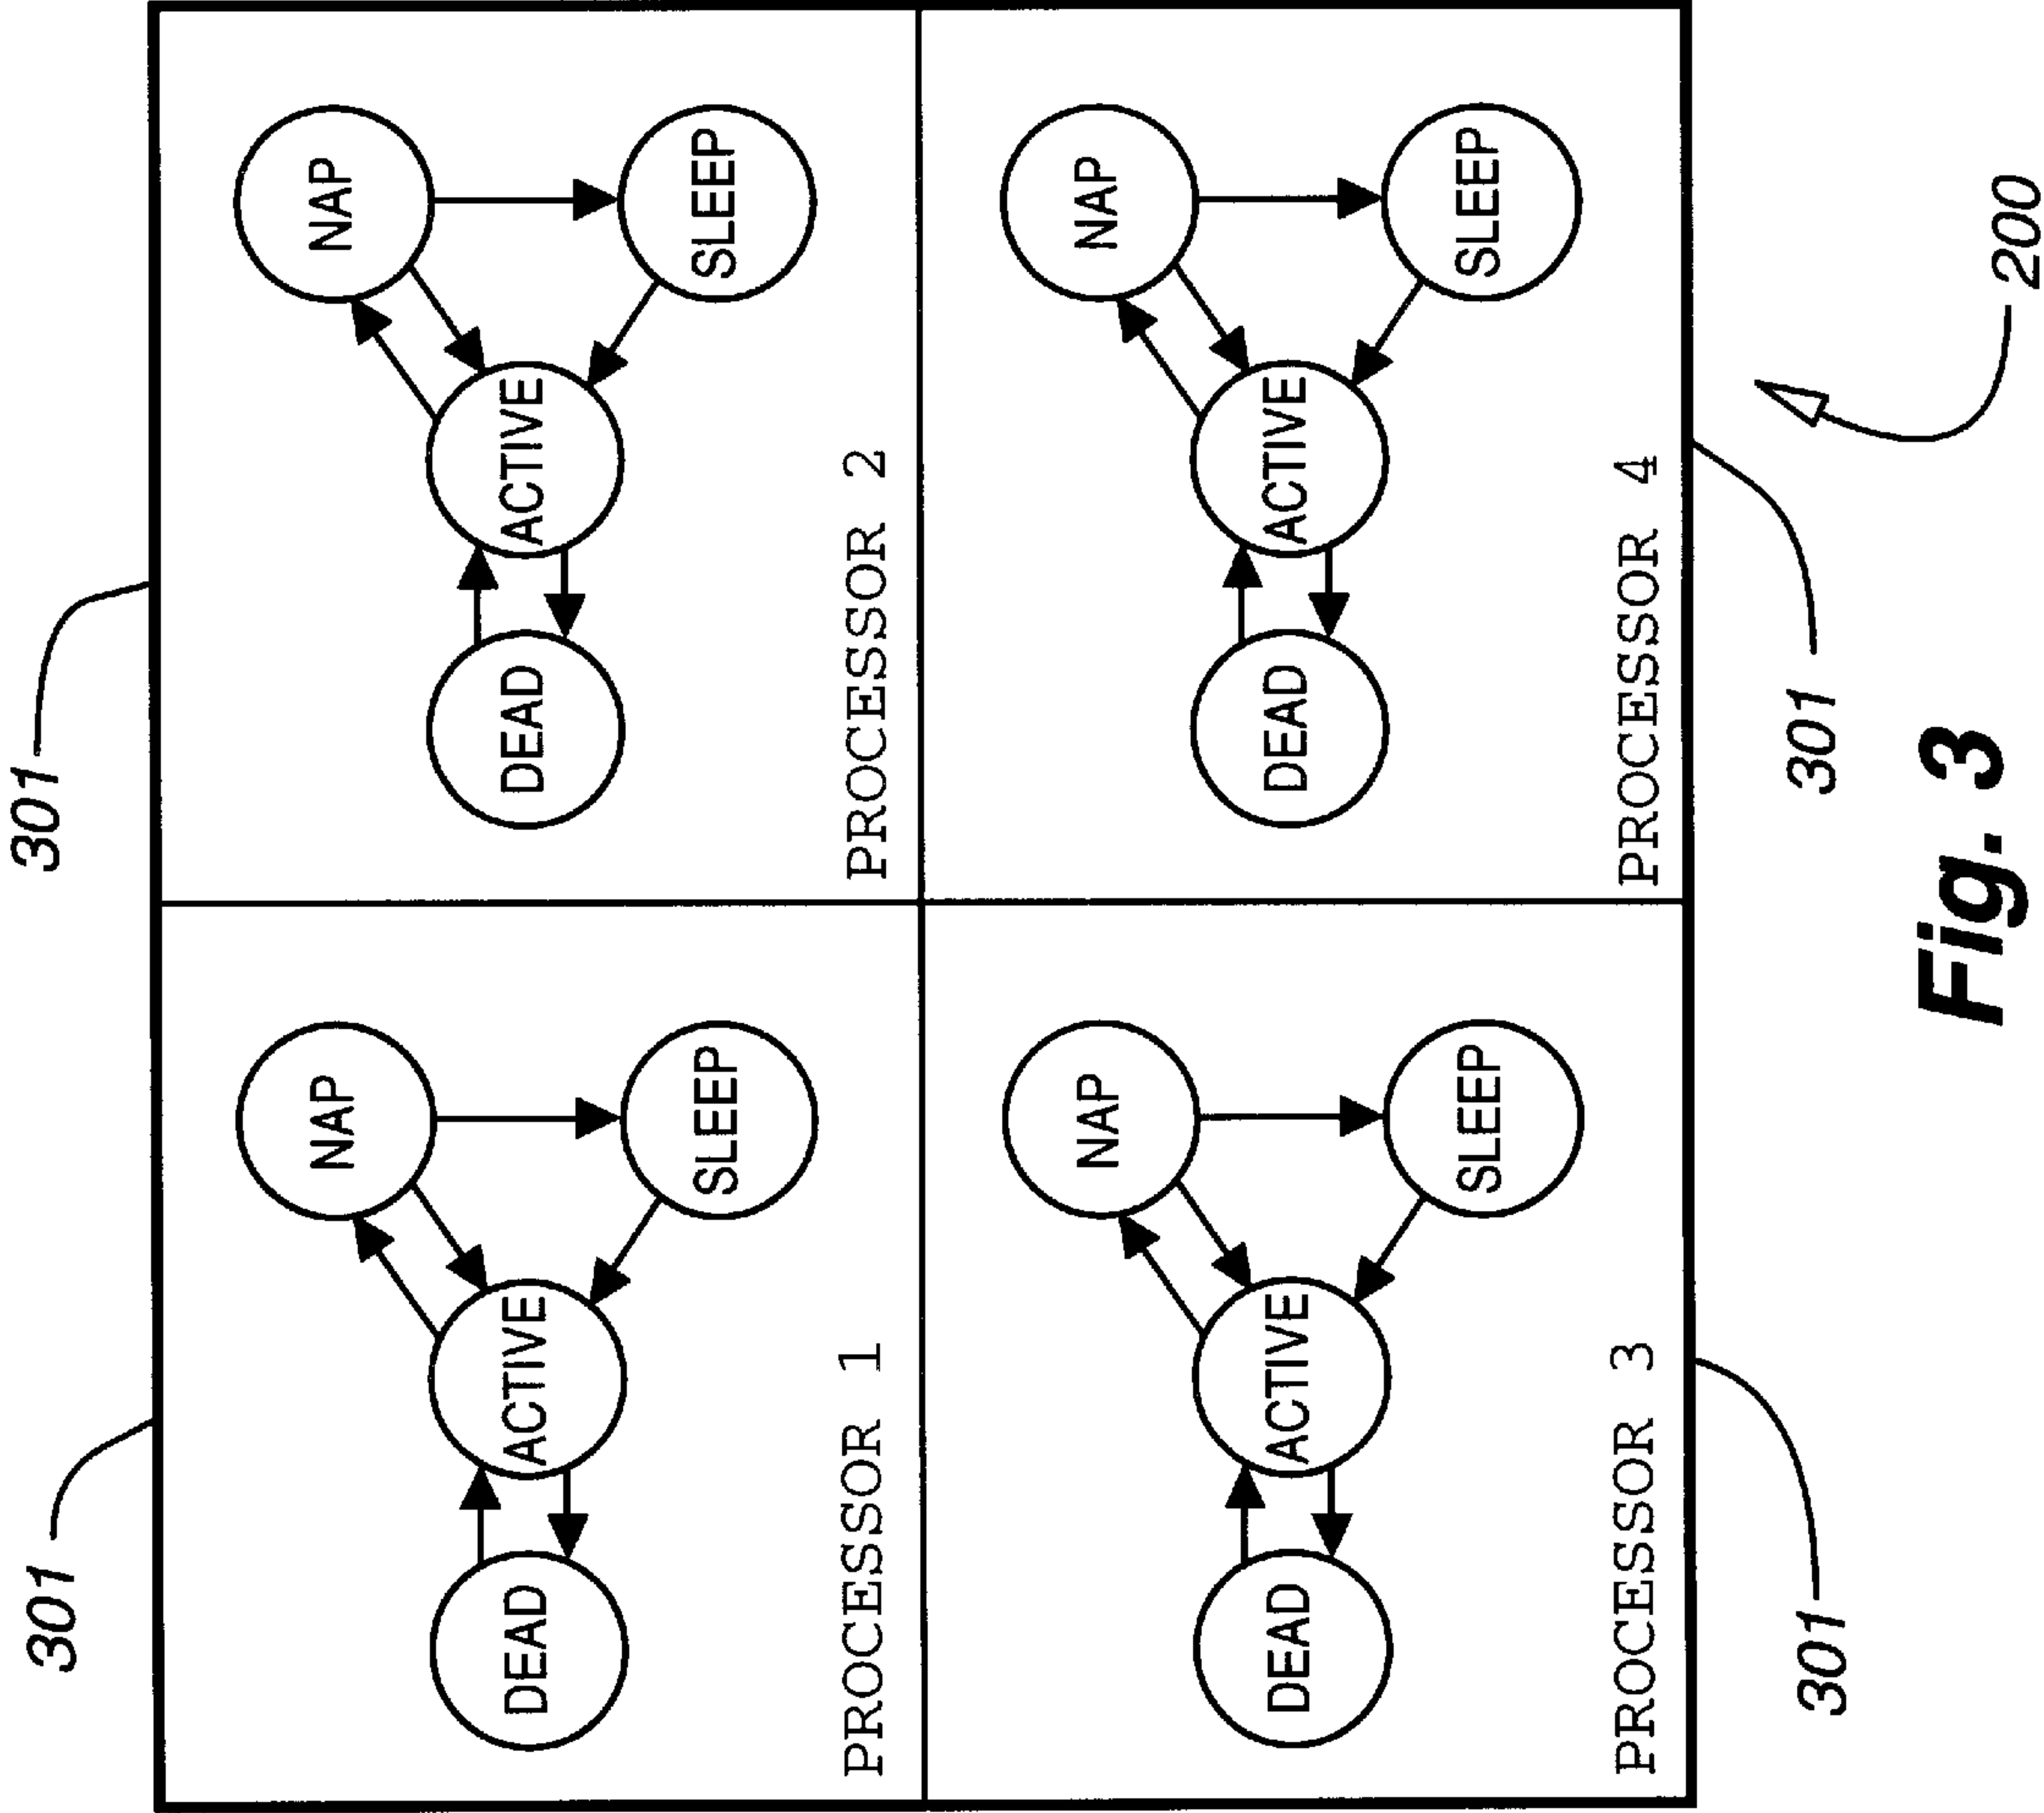 301
301
NAP
DEAD
ACTIVE
SLEEP
PROCESSOR 1
NAP
DEAD
ACTIVE
SLEEP
PROCESSOR 2
NAP
DEAD
ACTIVE
SLEEP
PROCESSOR 3
NAP
DEAD
ACTIVE
SLEEP
PROCESSOR 4
301
301
200
Fig. 3